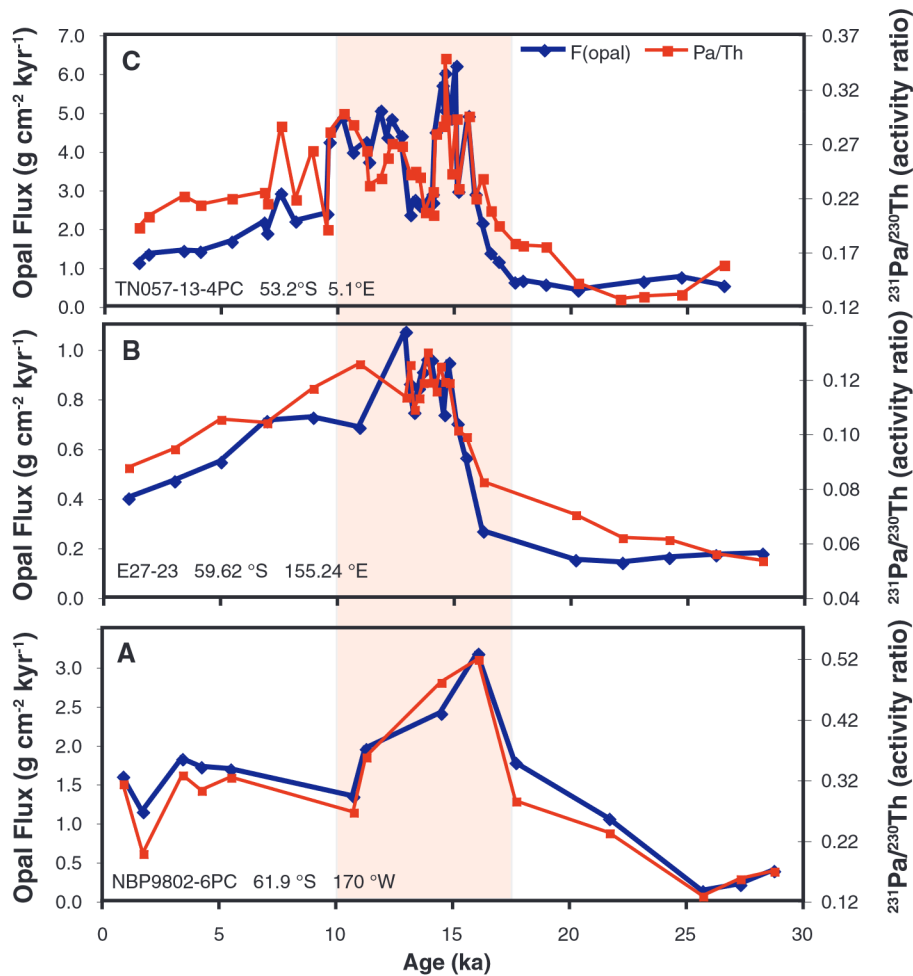 C
F(opal) Pa/Th
Opal Flux (g cm⁻² kyr⁻¹)
7.0
6.0
5.0
4.0
3.0
2.0
1.0
0.0
0.37
0.32
0.27
0.22
0.17
0.12
²³¹Pa/²³⁰Th (activity ratio)
TN057-13-4PC 53.2°S 5.1°E
B
Opal Flux (g cm⁻² kyr⁻¹)
1.0
0.8
0.6
0.4
0.2
0.0
0.12
0.10
0.08
0.06
0.04
²³¹Pa/²³⁰Th (activity ratio)
E27-23 59.62 °S 155.24 °E
A
Opal Flux (g cm⁻² kyr⁻¹)
3.0
2.5
2.0
1.5
1.0
0.5
0.0
0.52
0.42
0.32
0.22
0.12
²³¹Pa/²³⁰Th (activity ratio)
NBP9802-6PC 61.9 °S 170 °W
0 5 10 15 20 25 30
Age (ka)